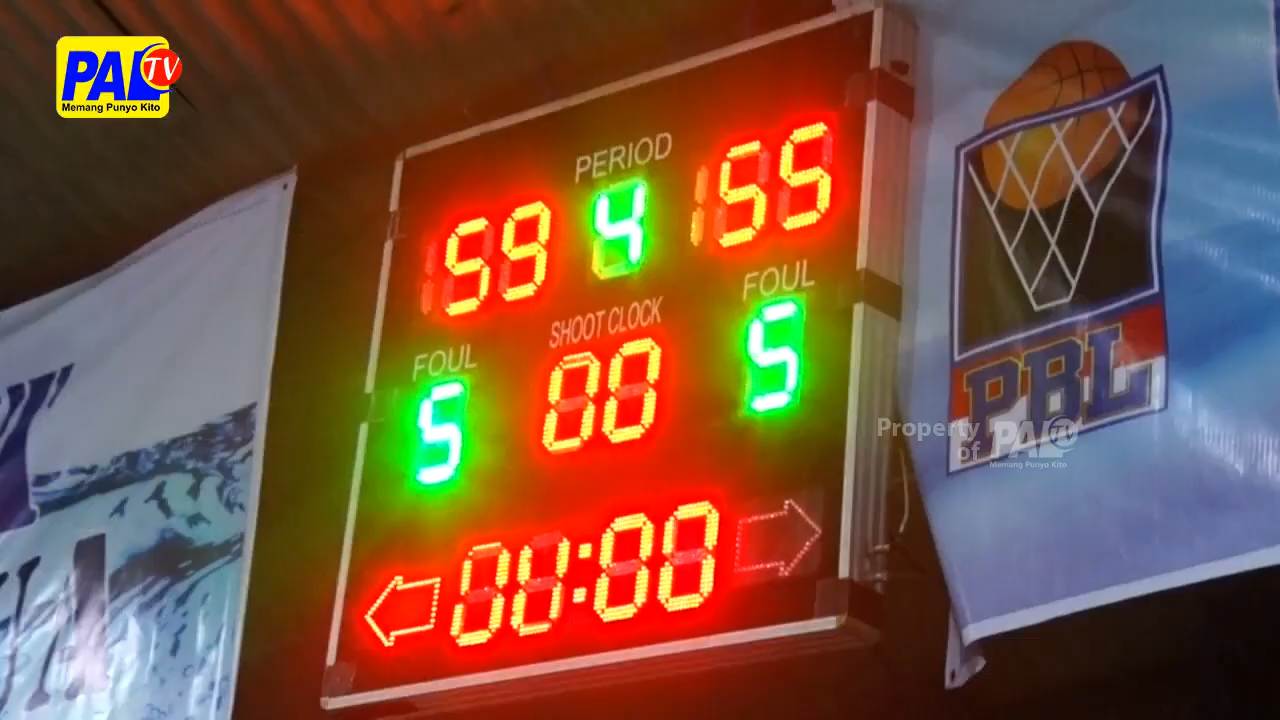 PAL TV
Memang Punyo Kito
PERIOD
59 4 55
FOUL SHOOT CLOCK FOUL
5 00 5
00:00
PBL
Property of PAL TV
Memang Punyo Kito